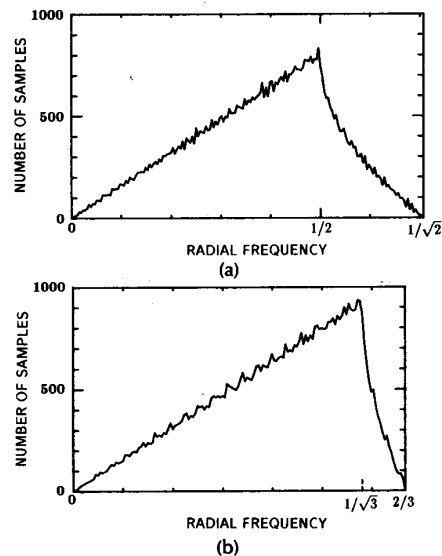 1000
NUMBER OF SAMPLES
500
0
0
1/2
1/√2
RADIAL FREQUENCY
(a)
1000
NUMBER OF SAMPLES
500
0
0
1/√3
2/3
RADIAL FREQUENCY
(b)